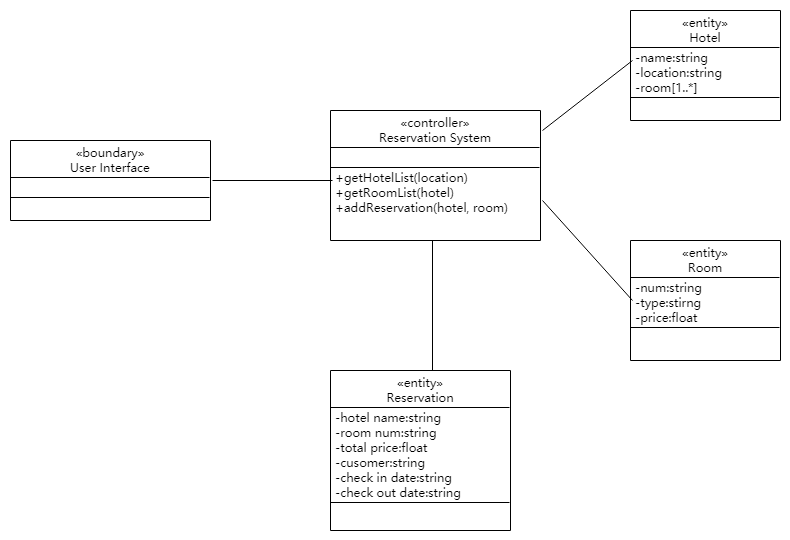 «entity»
Hotel
-name:string
-location:string
-room[1..*]
«controller»
Reservation System
+getHotelList(location)
+getRoomList(hotel)
+addReservation(hotel, room)
«boundary»
User Interface
«entity»
Room
-num:string
-type:stirng
-price:float
«entity»
Reservation
-hotel name:string
-room num:string
-total price:float
-cusomer:string
-check in date:string
-check out date:string